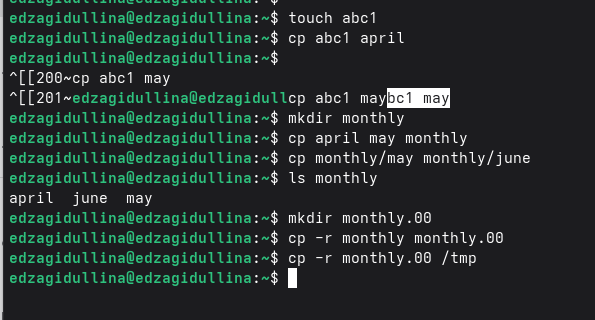 edzagidullina@edzagidullina:~$ touch abc1
edzagidullina@edzagidullina:~$ cp abc1 april
edzagidullina@edzagidullina:~$
^[[200~cp abc1 may
^[[201~edzagidullina@edzagidullcp abc1 maybc1 may
edzagidullina@edzagidullina:~$ mkdir monthly
edzagidullina@edzagidullina:~$ cp april may monthly
edzagidullina@edzagidullina:~$ cp monthly/may monthly/june
edzagidullina@edzagidullina:~$ ls monthly
april  june  may
edzagidullina@edzagidullina:~$ mkdir monthly.00
edzagidullina@edzagidullina:~$ cp -r monthly monthly.00
edzagidullina@edzagidullina:~$ cp -r monthly.00 /tmp
edzagidullina@edzagidullina:~$